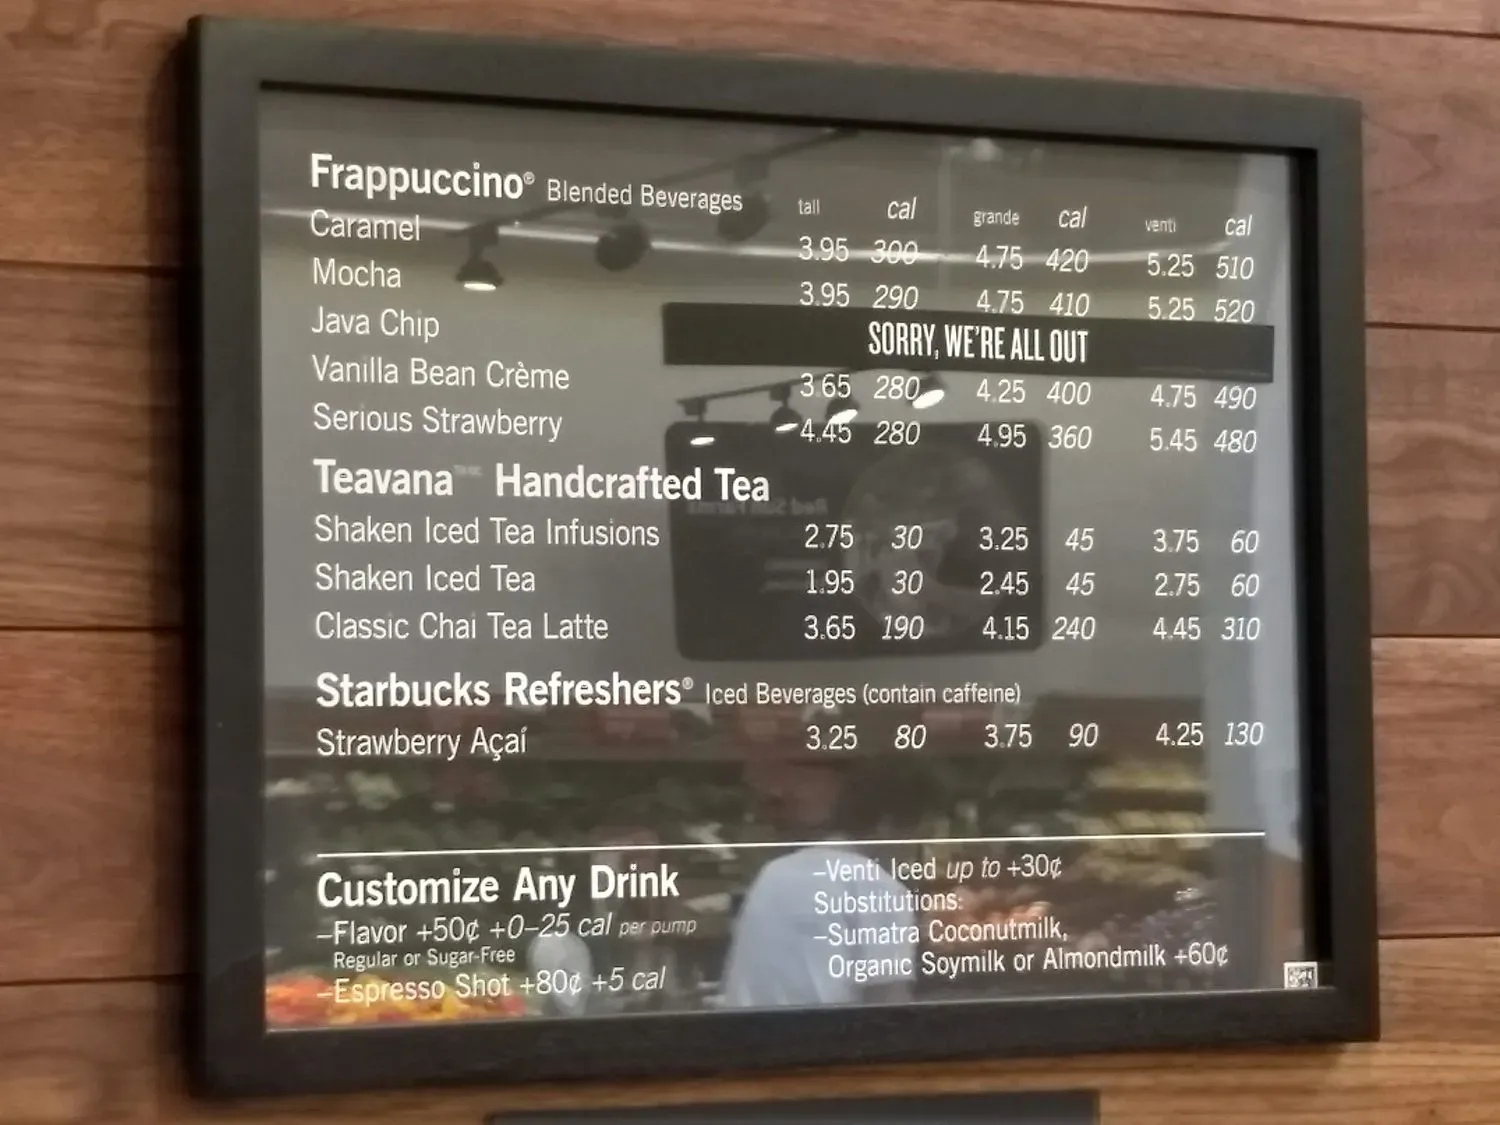 Frappuccino® Blended Beverages tall cal grande cal venti cal
Caramel 3.95 300 4.75 420 5.25 510
Mocha 3.95 290 4.75 410 5.25 520
Java Chip SORRY, WE'RE ALL OUT
Vanilla Bean Crème 3.65 280 4.25 400 4.75 490
Serious Strawberry 4.45 280 4.95 360 5.45 480
Teavana Handcrafted Tea
Shaken Iced Tea Infusions 2.75 30 3.25 45 3.75 60
Shaken Iced Tea 1.95 30 2.45 45 2.75 60
Classic Chai Tea Latte 3.65 190 4.15 240 4.45 310
Starbucks Refreshers® Iced Beverages (contain caffeine)
Strawberry Açaí 3.25 80 3.75 90 4.25 130
Customize Any Drink
–Flavor +50¢ +0–25 cal per pump
Regular or Sugar-Free
–Espresso Shot +80¢ +5 cal
–Venti Iced up to +30¢
Substitutions:
–Sumatra Coconutmilk,
Organic Soymilk or Almondmilk +60¢